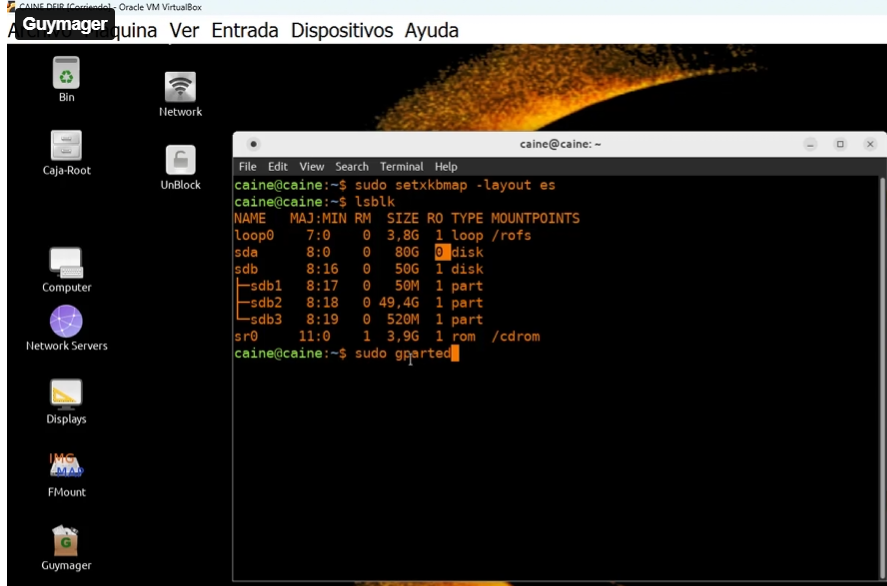 CAINE DFIR [Corriendo] - Oracle VM VirtualBox
Guymager
Máquina Ver Entrada Dispositivos Ayuda
Bin
Network
Caja-Root
UnBlock
Computer
Network Servers
Displays
IMG
MAP
FMount
G
Guymager
caine@caine: ~
File Edit View Search Terminal Help
caine@caine:~$ sudo setxkbmap -layout es
caine@caine:~$ lsblk
NAME MAJ:MIN RM SIZE RO TYPE MOUNTPOINTS
loop0 7:0 0 3,8G 1 loop /rofs
sda 8:0 0 80G 0 disk
sdb 8:16 0 50G 1 disk
├─sdb1 8:17 0 50M 1 part
├─sdb2 8:18 0 49,4G 1 part
└─sdb3 8:19 0 520M 1 part
sr0 11:0 1 3,9G 1 rom /cdrom
caine@caine:~$ sudo gparted